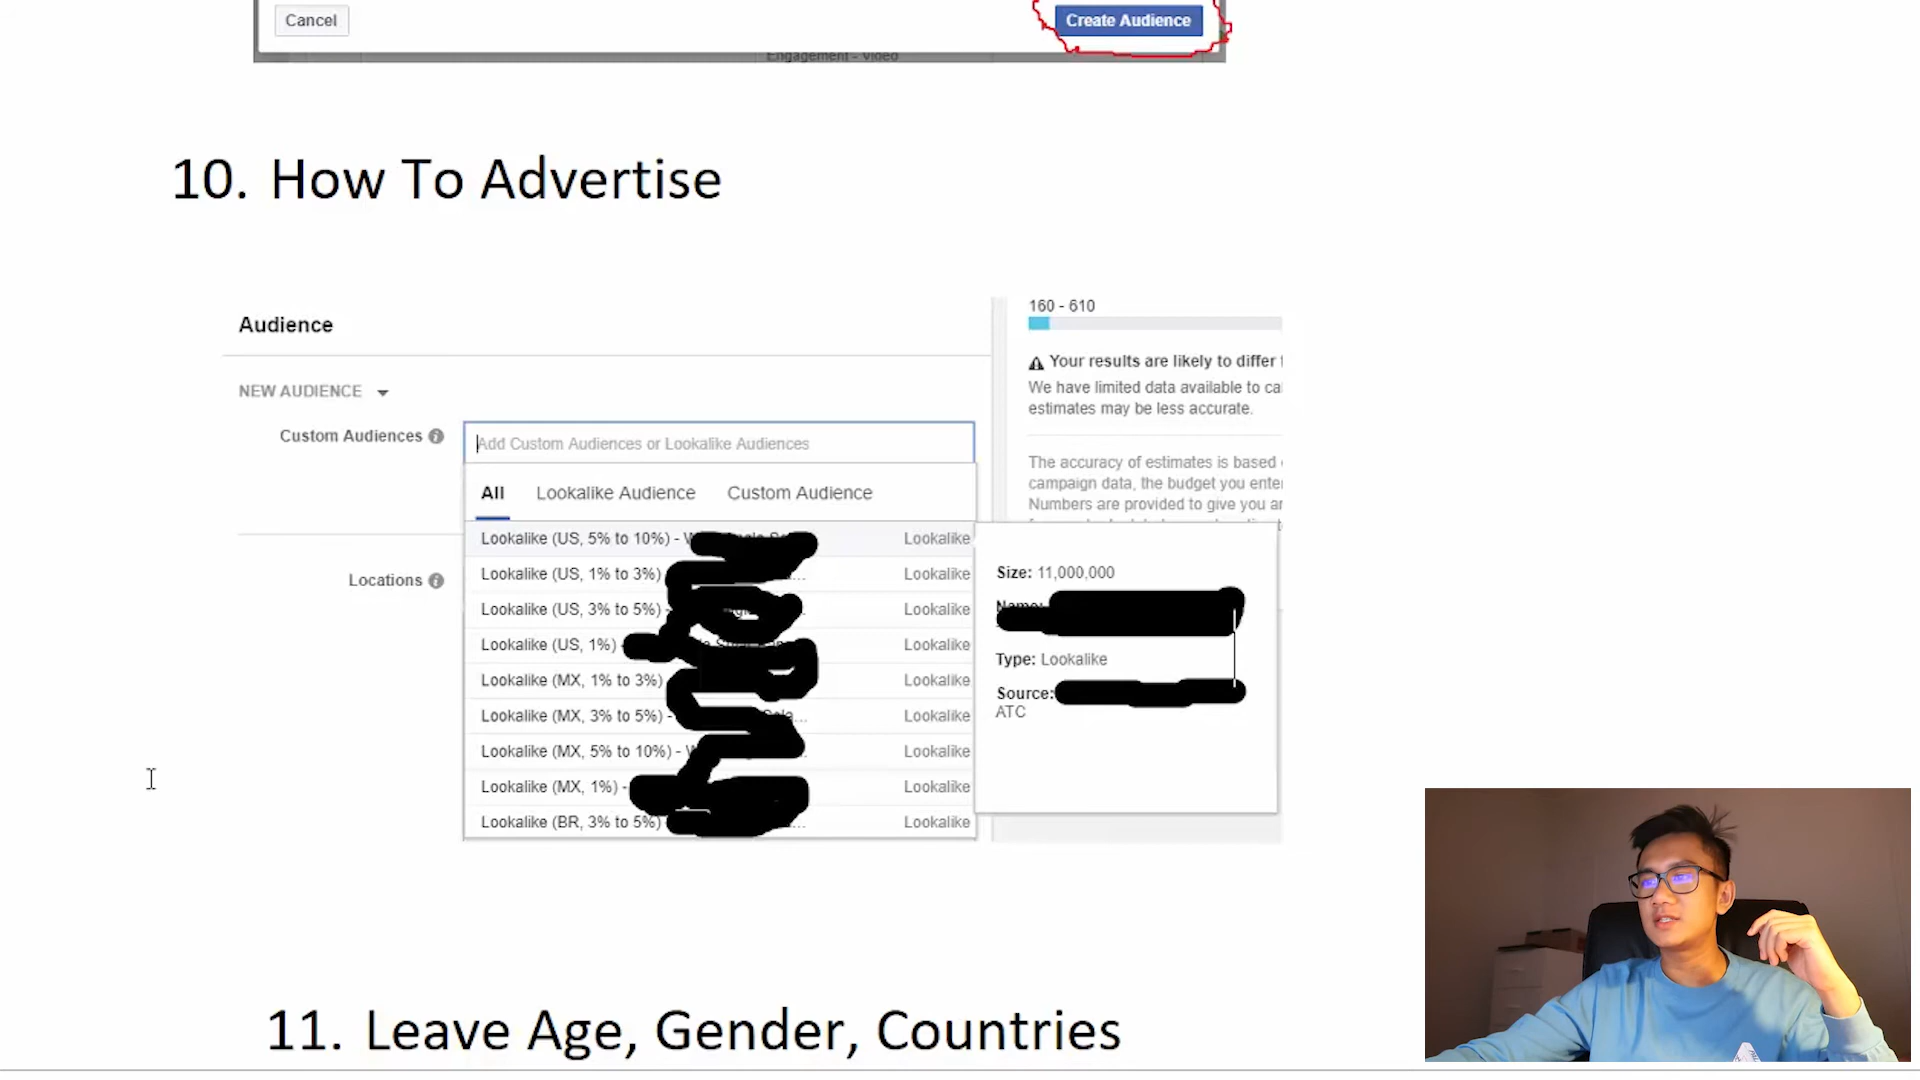 Cancel
Create Audience
Engagement - Video
10. How To Advertise
Audience
NEW AUDIENCE
Custom Audiences
Add Custom Audiences or Lookalike Audiences
All Lookalike Audience Custom Audience
Lookalike (US, 5% to 10%) - Lookalike
Lookalike (US, 1% to 3%) Lookalike
Lookalike (US, 3% to 5%) - Lookalike
Lookalike (US, 1%) Lookalike
Lookalike (MX, 1% to 3%) Lookalike
Lookalike (MX, 3% to 5%) - Lookalike
Lookalike (MX, 5% to 10%) - Lookalike
Lookalike (MX, 1%) - Lookalike
Lookalike (BR, 3% to 5%) Lookalike
Locations
160 - 610
Your results are likely to differ
We have limited data available to
estimates may be less accurate.
The accuracy of estimates is based
campaign data, the budget you
Numbers are provided to give you
Size: 11,000,000
Name:
Type: Lookalike
Source:
ATC
11. Leave Age, Gender, Countries